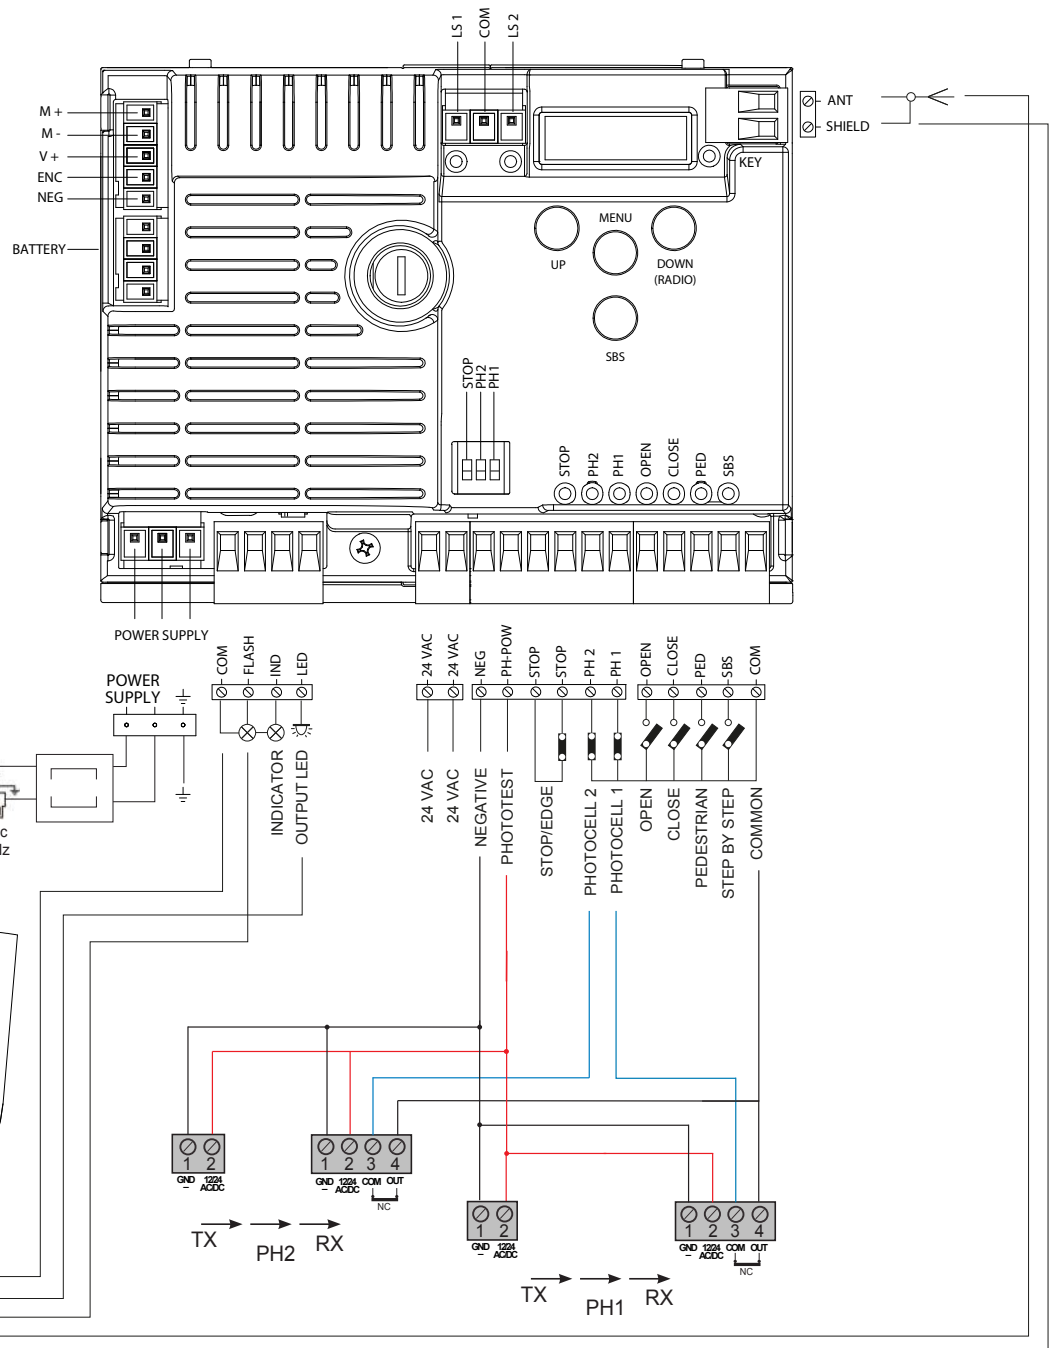 LS 1
COM
LS 2
M +
M -
V +
ENC
NEG
BATTERY
ANT
SHIELD
KEY
UP
MENU
DOWN
(RADIO)
SBS
STOP
PH2
PH1
STOP
PH2
PH1
OPEN
CLOSE
PED
SBS
POWER SUPPLY
COM
FLASH
IND
LED
24 VAC
24 VAC
NEG
PH-POW
STOP
STOP
PH 2
PH 1
OPEN
CLOSE
PED
SBS
COM
POWER
SUPPLY
INDICATOR
OUTPUT LED
24 VAC
24 VAC
NEGATIVE
PHOTOTEST
STOP/EDGE
PHOTOCELL 2
PHOTOCELL 1
OPEN
CLOSE
PEDESTRIAN
STEP BY STEP
COMMON
c
lz
1 2
GND 12/24
– AC/DC
1 2 3 4
GND 12/24 COM OUT
– AC/DC
NC
TX PH2 RX
1 2
GND 12/24
– AC/DC
1 2 3 4
GND 12/24 COM OUT
– AC/DC
NC
TX PH1 RX